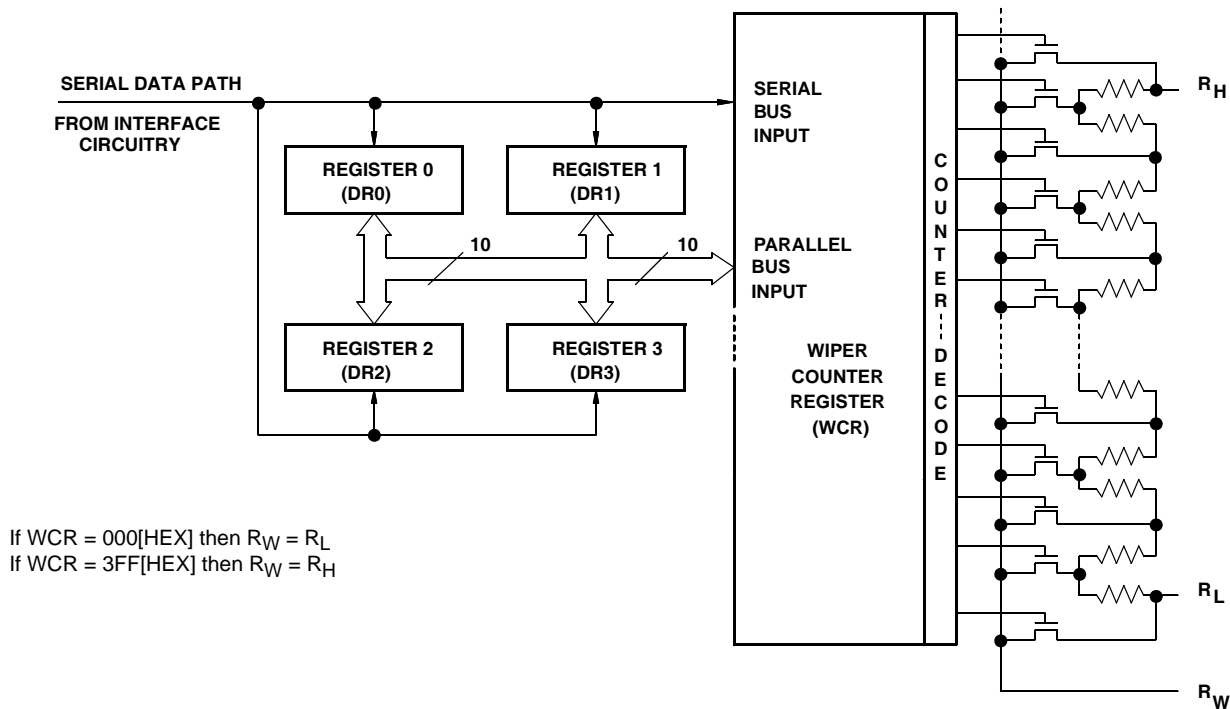 SERIAL DATA PATH
FROM INTERFACE
CIRCUITRY
REGISTER 0
(DR0)
REGISTER 1
(DR1)
10
10
REGISTER 2
(DR2)
REGISTER 3
(DR3)
SERIAL
BUS
INPUT
PARALLEL
BUS
INPUT
WIPER
COUNTER
REGISTER
(WCR)
COUNTER
DECODE
RH
RL
RW
If WCR = 000[HEX] then RW = RL
If WCR = 3FF[HEX] then RW = RH